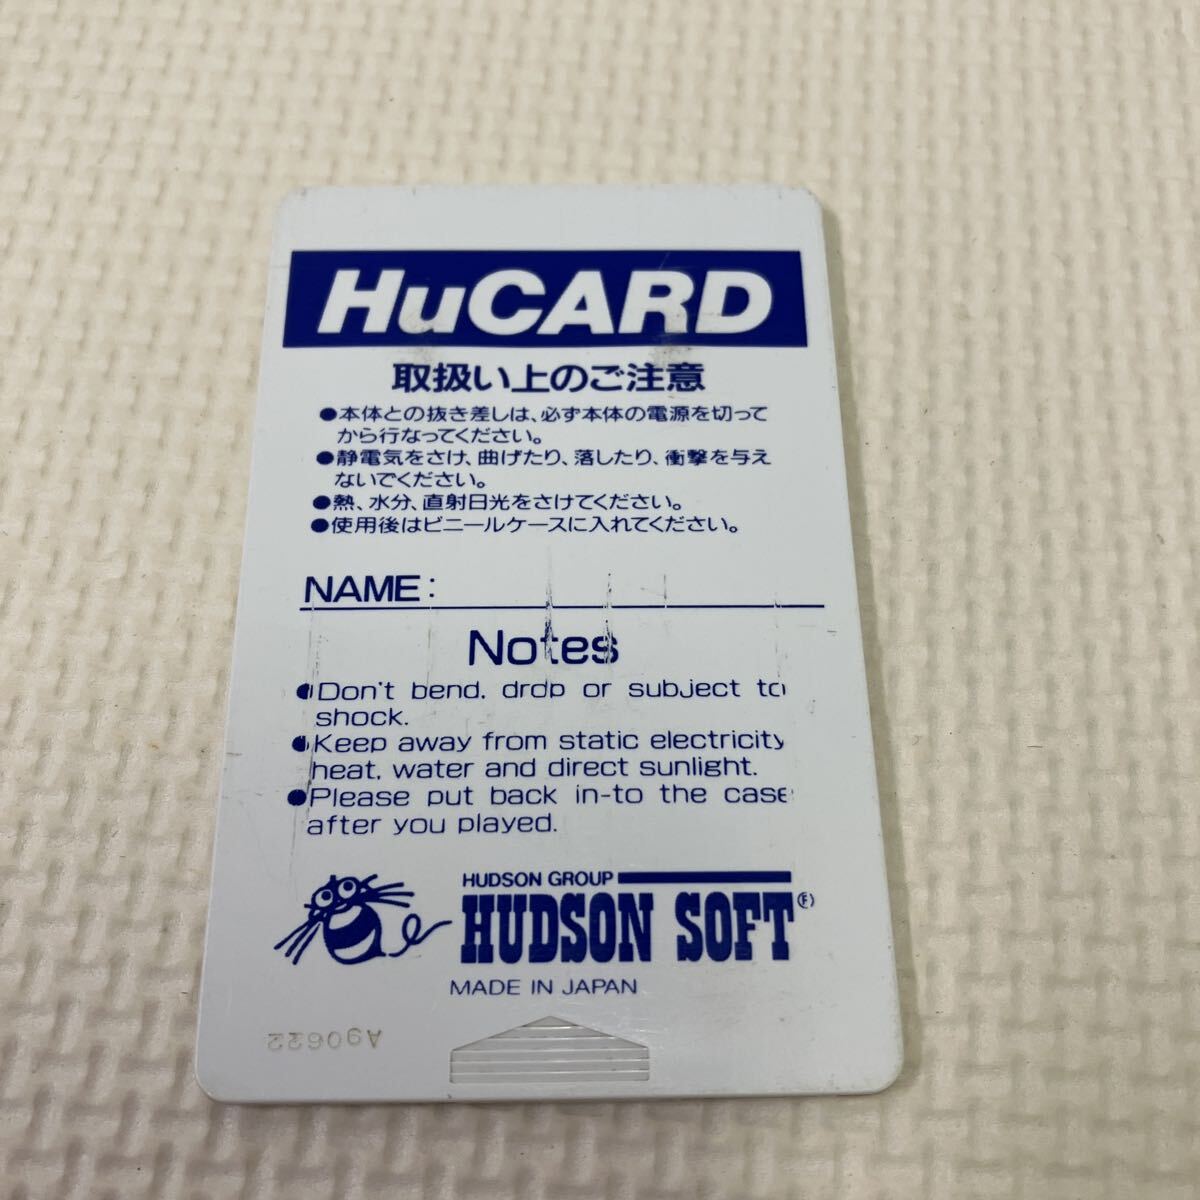 HuCARD
取扱い上のご注意
●本体との抜き差しは、必ず本体の電源を切って
から行なってください。
●静電気をさけ、曲げたり、落したり、衝撃を与え
ないでください。
●熱、水分、直射日光をさけてください。
●使用後はビニールケースに入れてください。
NAME:
Notes
●Don't bend, drop or subject to
shock.
●Keep away from static electricity
heat, water and direct sunlight.
●Please put back in-to the case
after you played.
HUDSON GROUP
HUDSON SOFT
MADE IN JAPAN
A90622